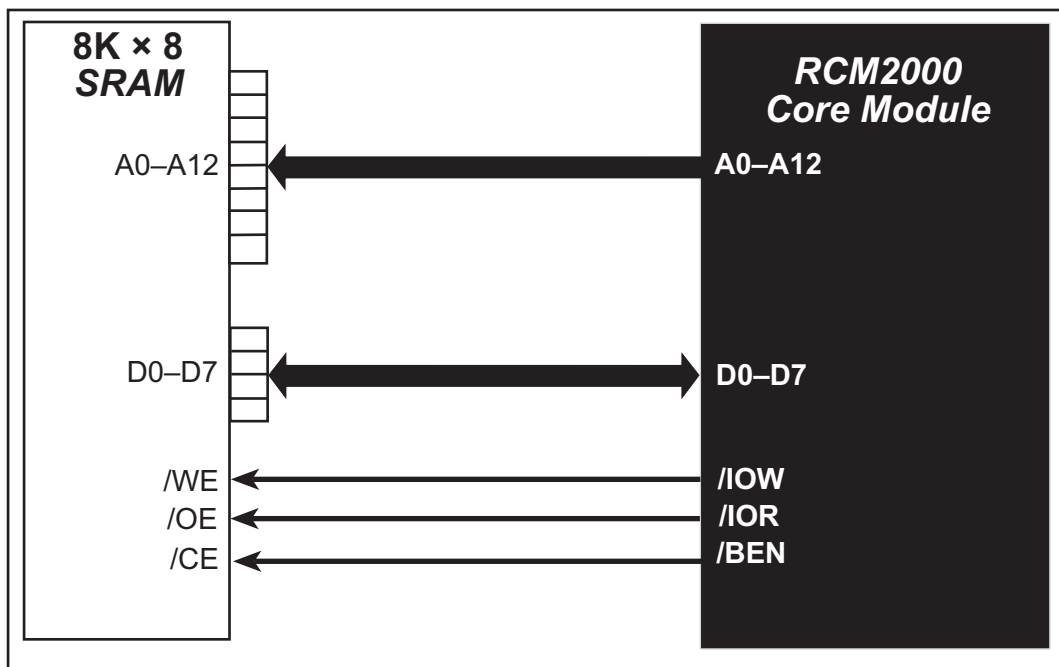 8K × 8
SRAM
A0–A12
D0–D7
/WE
/OE
/CE
RCM2000
Core Module
A0–A12
D0–D7
/IOW
/IOR
/BEN